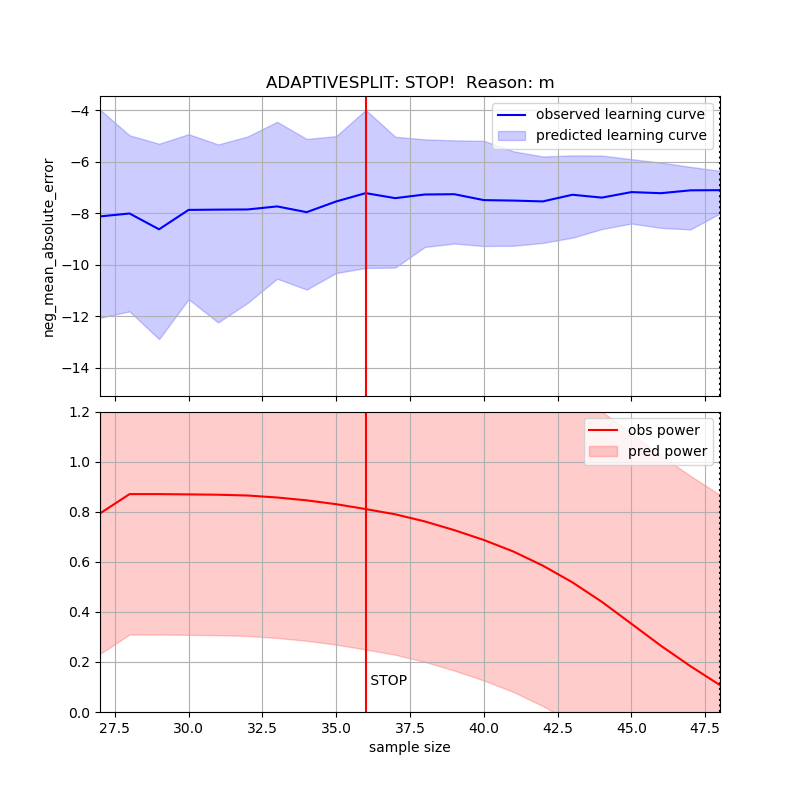 ADAPTIVESPLIT: STOP!  Reason: m
neg_mean_absolute_error
−4
−6
−8
−10
−12
−14
observed learning curve
predicted learning curve
1.2
1.0
0.8
0.6
0.4
0.2
0.0
obs power
pred power
STOP
27.5 30.0 32.5 35.0 37.5 40.0 42.5 45.0 47.5
sample size